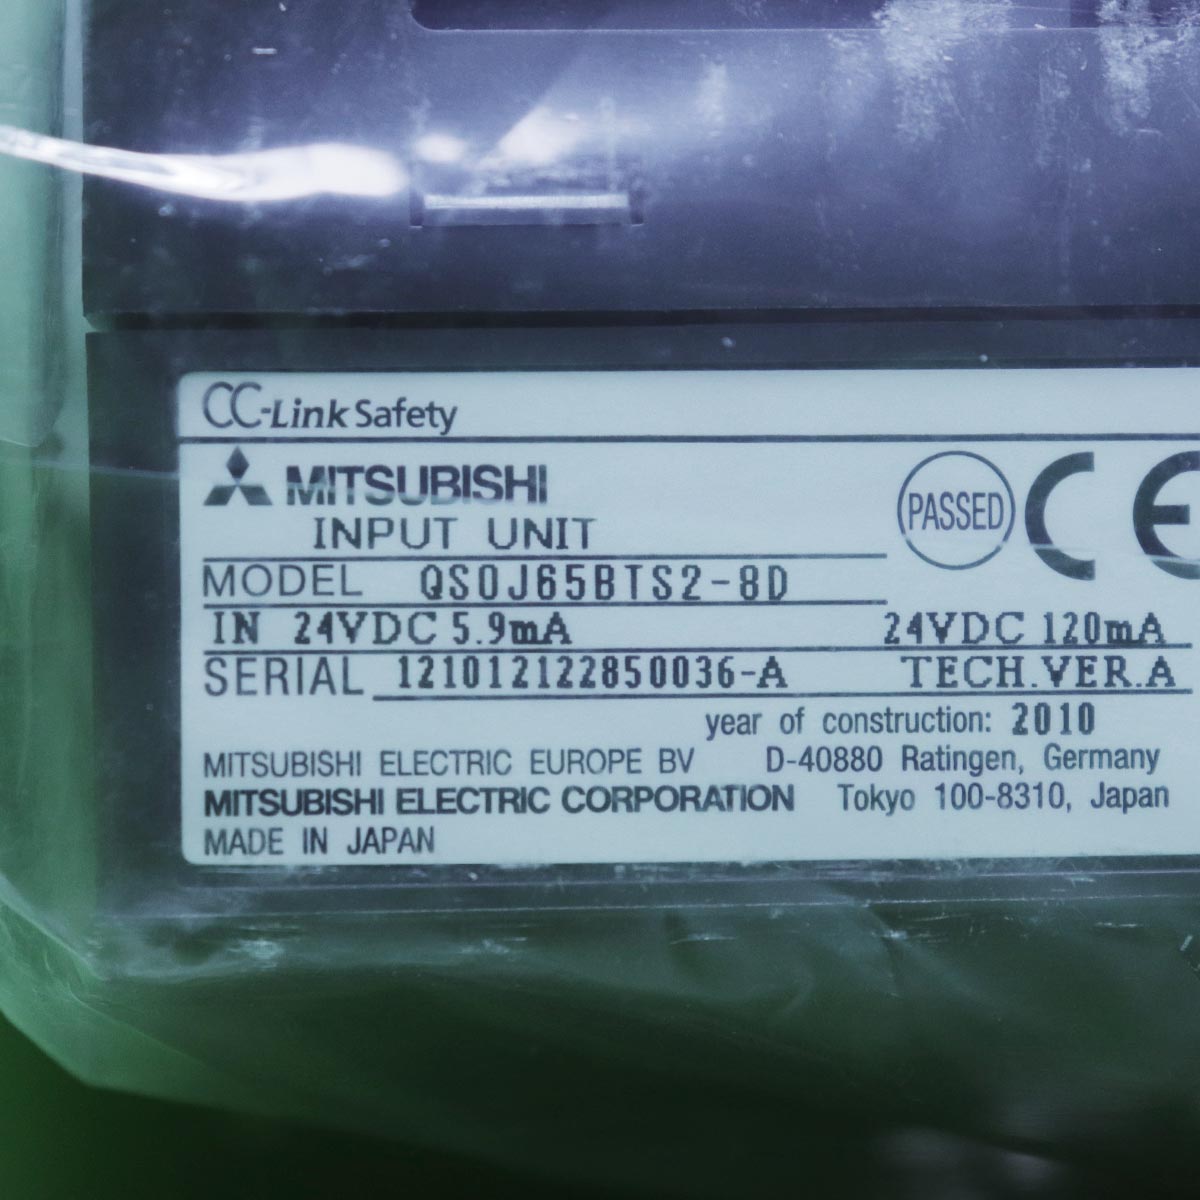 CC-Link Safety
MITSUBISHI
INPUT UNIT
PASSED CE
MODEL QS0J65BTS2-8D
IN 24VDC 5.9mA 24VDC 120mA
SERIAL 121012122850036-A TECH.VER.A
year of construction: 2010
MITSUBISHI ELECTRIC EUROPE BV D-40880 Ratingen, Germany
MITSUBISHI ELECTRIC CORPORATION Tokyo 100-8310, Japan
MADE IN JAPAN